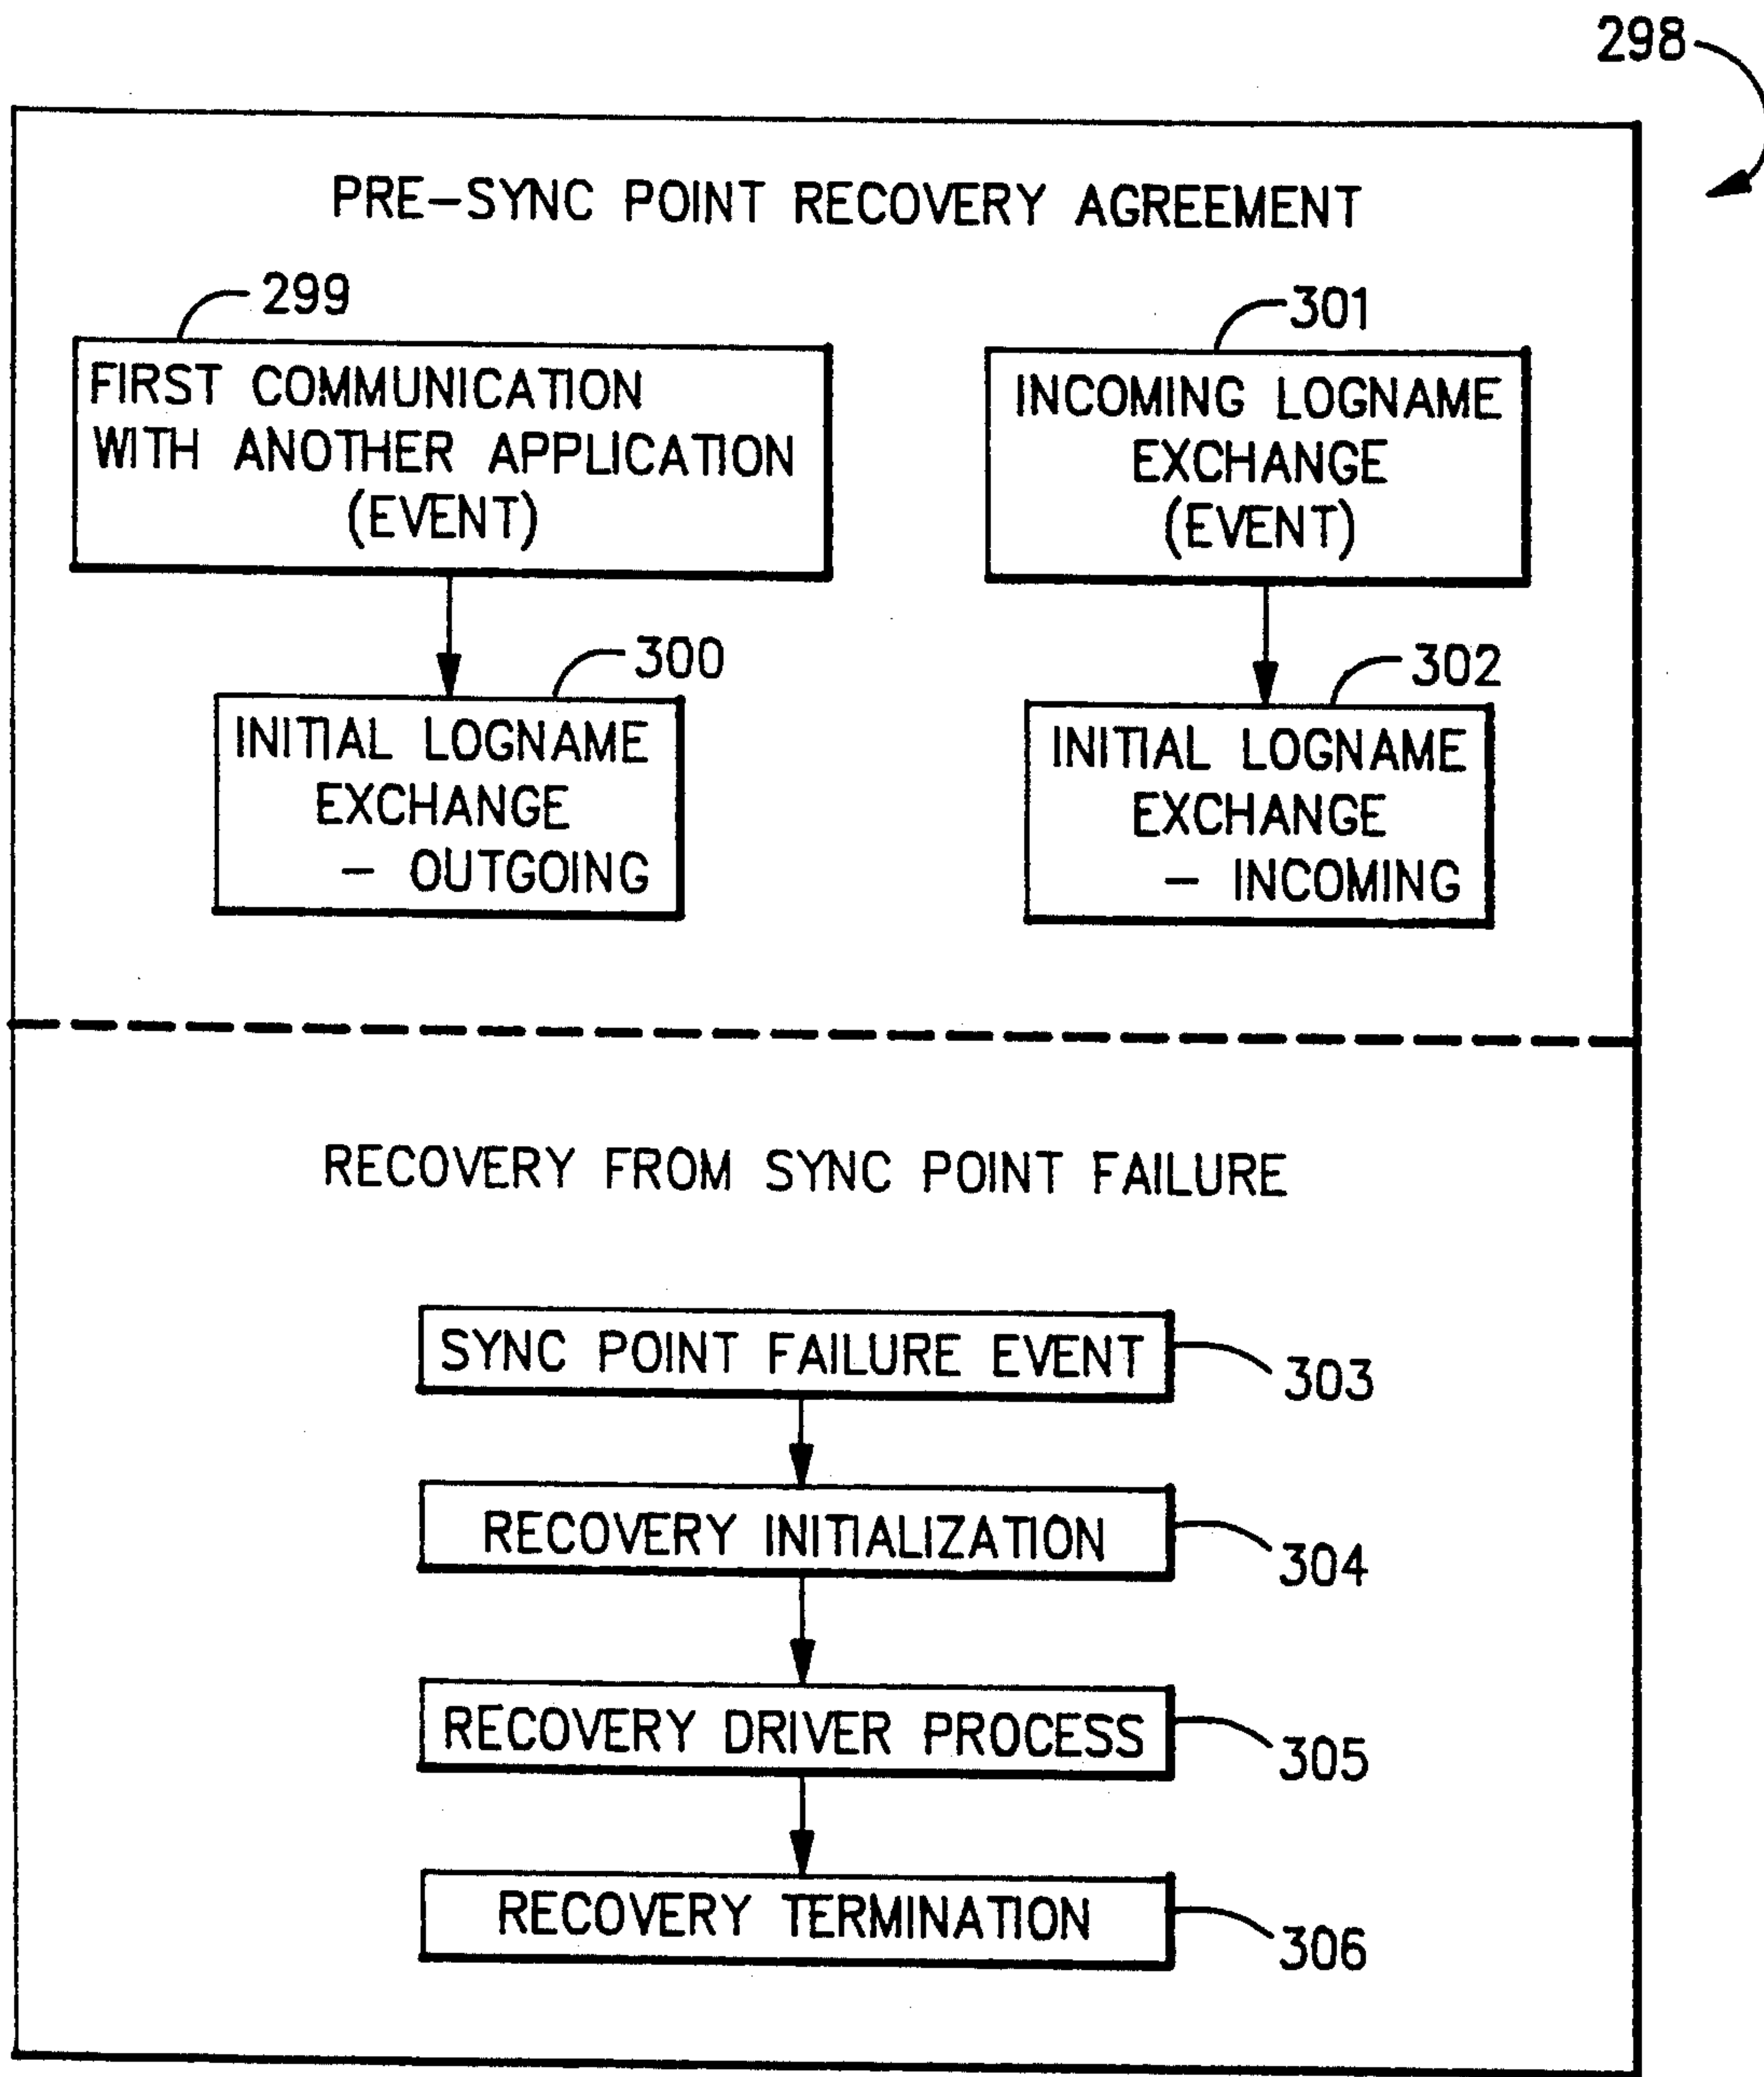 298
PRE-SYNC POINT RECOVERY AGREEMENT
299
FIRST COMMUNICATION
WITH ANOTHER APPLICATION
(EVENT)
301
INCOMING LOGNAME
EXCHANGE
(EVENT)
300
INITIAL LOGNAME
EXCHANGE
- OUTGOING
302
INITIAL LOGNAME
EXCHANGE
- INCOMING
RECOVERY FROM SYNC POINT FAILURE
SYNC POINT FAILURE EVENT
303
RECOVERY INITIALIZATION
304
RECOVERY DRIVER PROCESS
305
RECOVERY TERMINATION
306